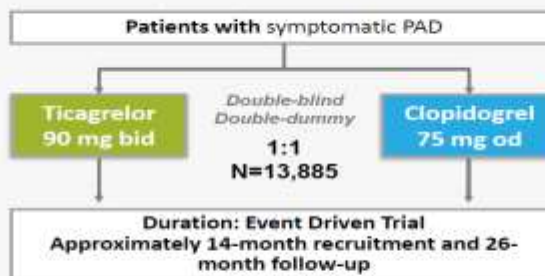 Patients with symptomatic PAD
Ticagrelor
90 mg bid
Double-blind
Double-dummy
1:1
N=13,885
Clopidogrel
75 mg od
Duration: Event Driven Trial
Approximately 14-month recruitment and 26-
month follow-up